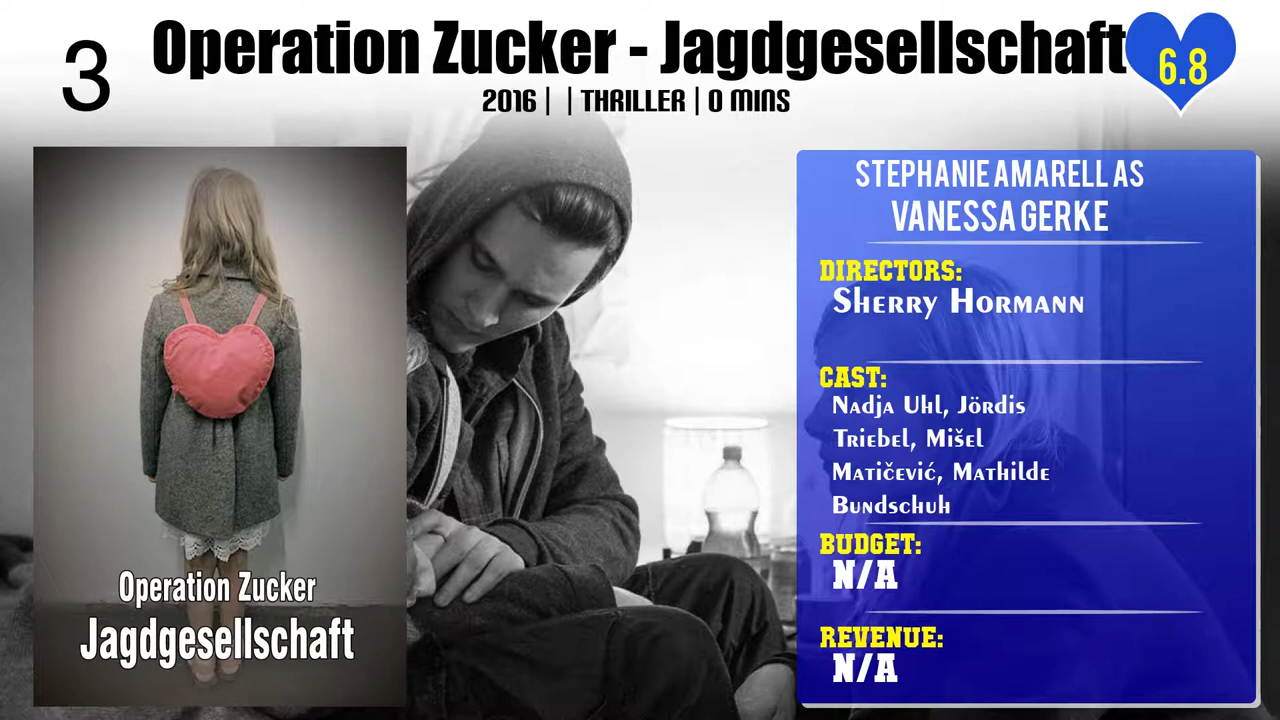 3
Operation Zucker - Jagdgesellschaft
6.8
2016 | | THRILLER | 0 MINS
Operation Zucker
Jagdgesellschaft
STEPHANIE AMARELL AS
VANESSA GERKE
DIRECTORS:
Sherry Hormann
CAST:
Nadja Uhl, Jördis
Triebel, Mišel
Matičević, Mathilde
Bundschuh
BUDGET:
N/A
REVENUE:
N/A